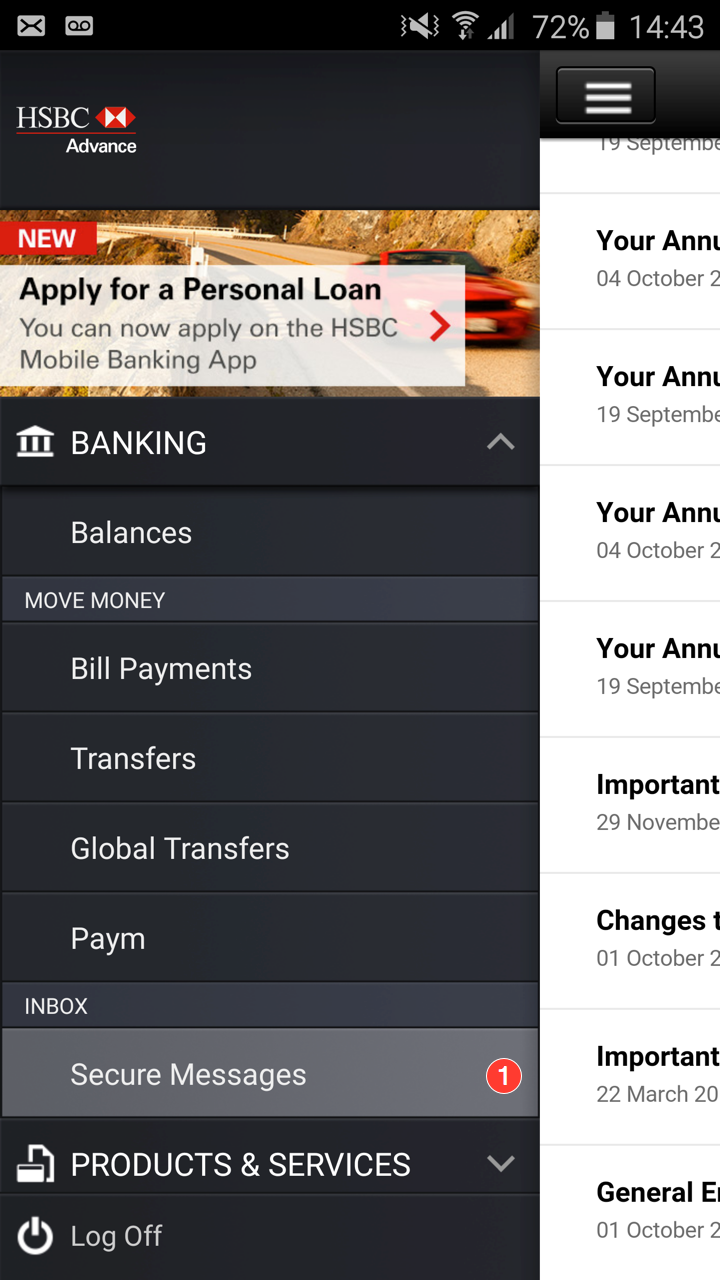 72% 14:43
HSBC
Advance
NEW
Apply for a Personal Loan
You can now apply on the HSBC
Mobile Banking App
BANKING
Balances
MOVE MONEY
Bill Payments
Transfers
Global Transfers
Paym
INBOX
Secure Messages 1
PRODUCTS & SERVICES
Log Off
19 Septembe
Your Annu
04 October 2
Your Annu
19 Septembe
Your Annu
04 October 2
Your Annu
19 Septembe
Important
29 Novembe
Changes t
01 October 2
Important
22 March 20
General E
01 October 2